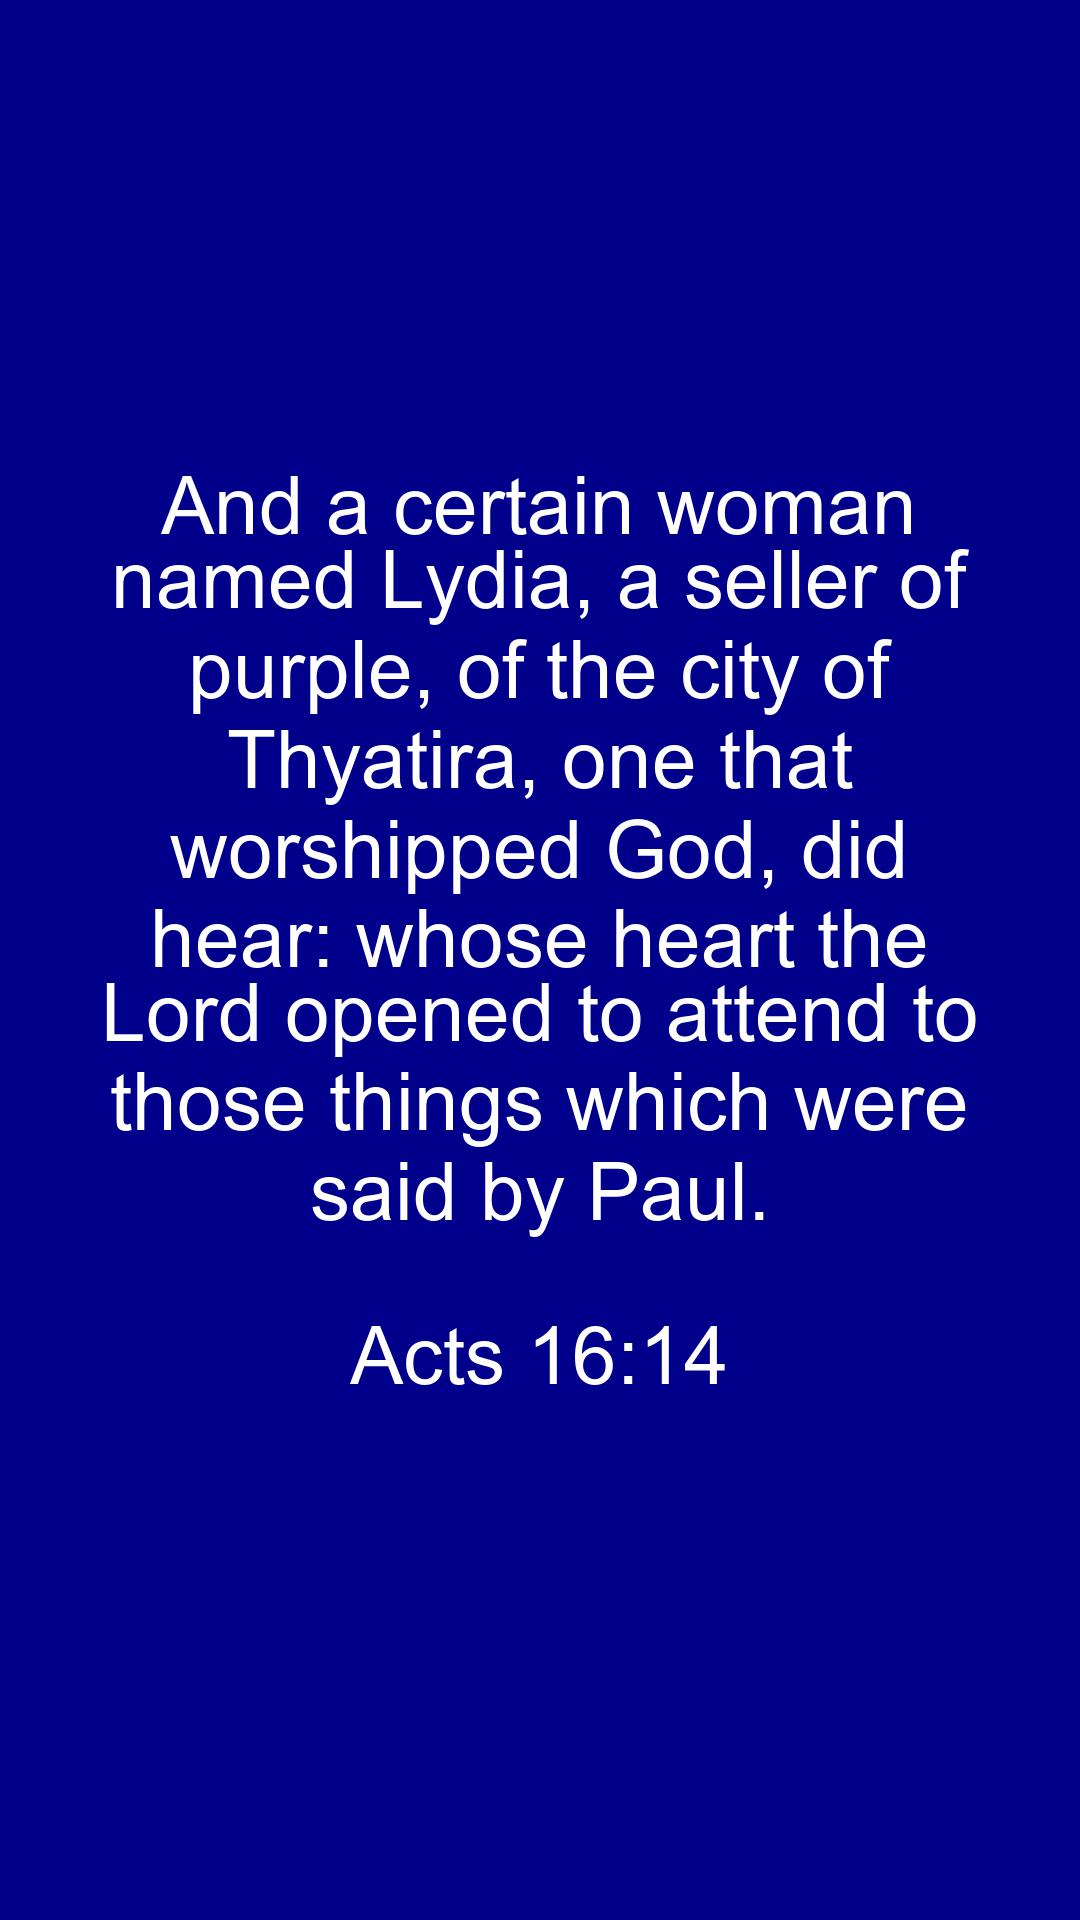 And a certain woman
named Lydia, a seller of
purple, of the city of
Thyatira, one that
worshipped God, did
hear: whose heart the
Lord opened to attend to
those things which were
said by Paul.
Acts 16:14